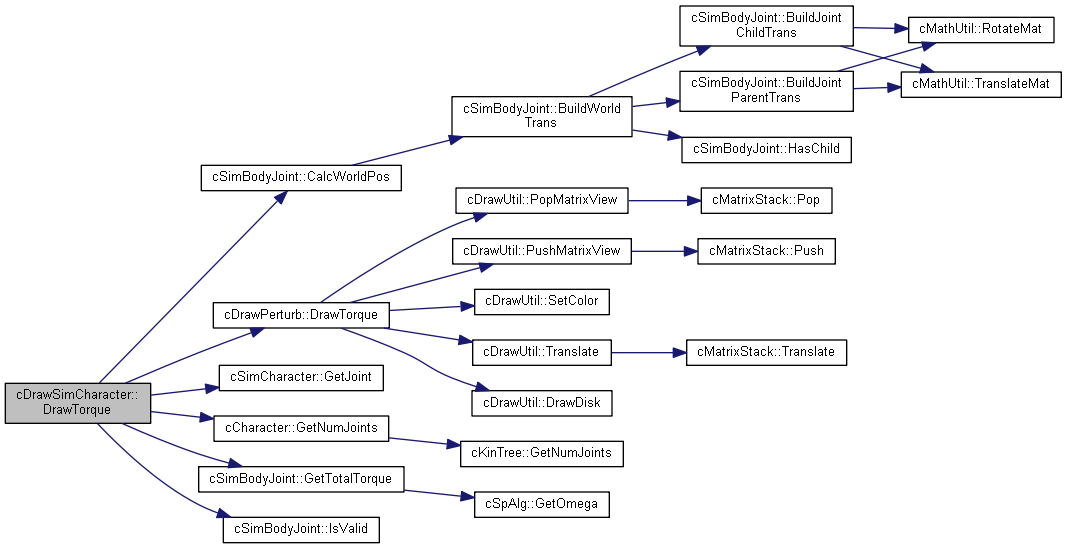 cSimBodyJoint::BuildJoint
ChildTrans
cMathUtil::RotateMat
cSimBodyJoint::BuildJoint
ParentTrans
cMathUtil::TranslateMat
cSimBodyJoint::BuildWorld
Trans
cSimBodyJoint::HasChild
cSimBodyJoint::CalcWorldPos
cDrawUtil::PopMatrixView
cMatrixStack::Pop
cDrawUtil::PushMatrixView
cMatrixStack::Push
cDrawUtil::SetColor
cDrawPerturb::DrawTorque
cDrawUtil::Translate
cMatrixStack::Translate
cSimCharacter::GetJoint
cDrawSimCharacter::
DrawTorque
cDrawUtil::DrawDisk
cCharacter::GetNumJoints
cKinTree::GetNumJoints
cSimBodyJoint::GetTotalTorque
cSpAlg::GetOmega
cSimBodyJoint::IsValid